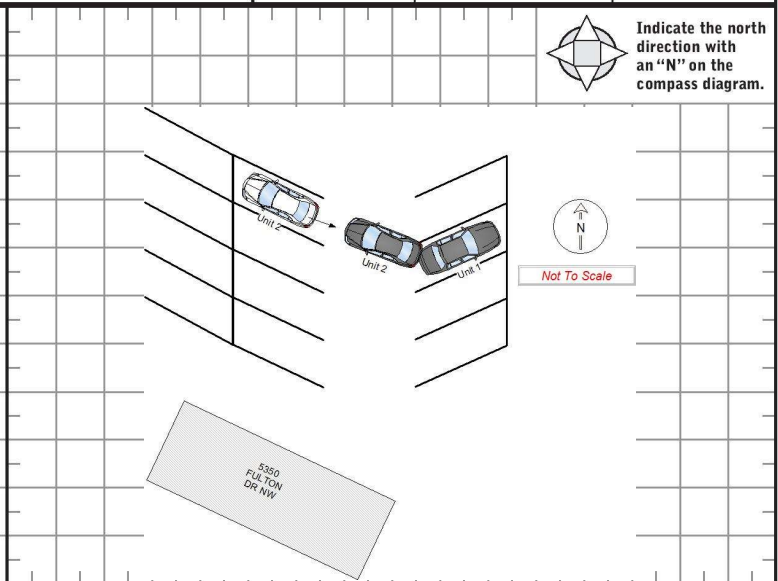 Indicate the north
direction with
an “N” on the
compass diagram.
Unit 2
Unit 2
Unit 1
N
Not To Scale
5350
FULTON
DR NW